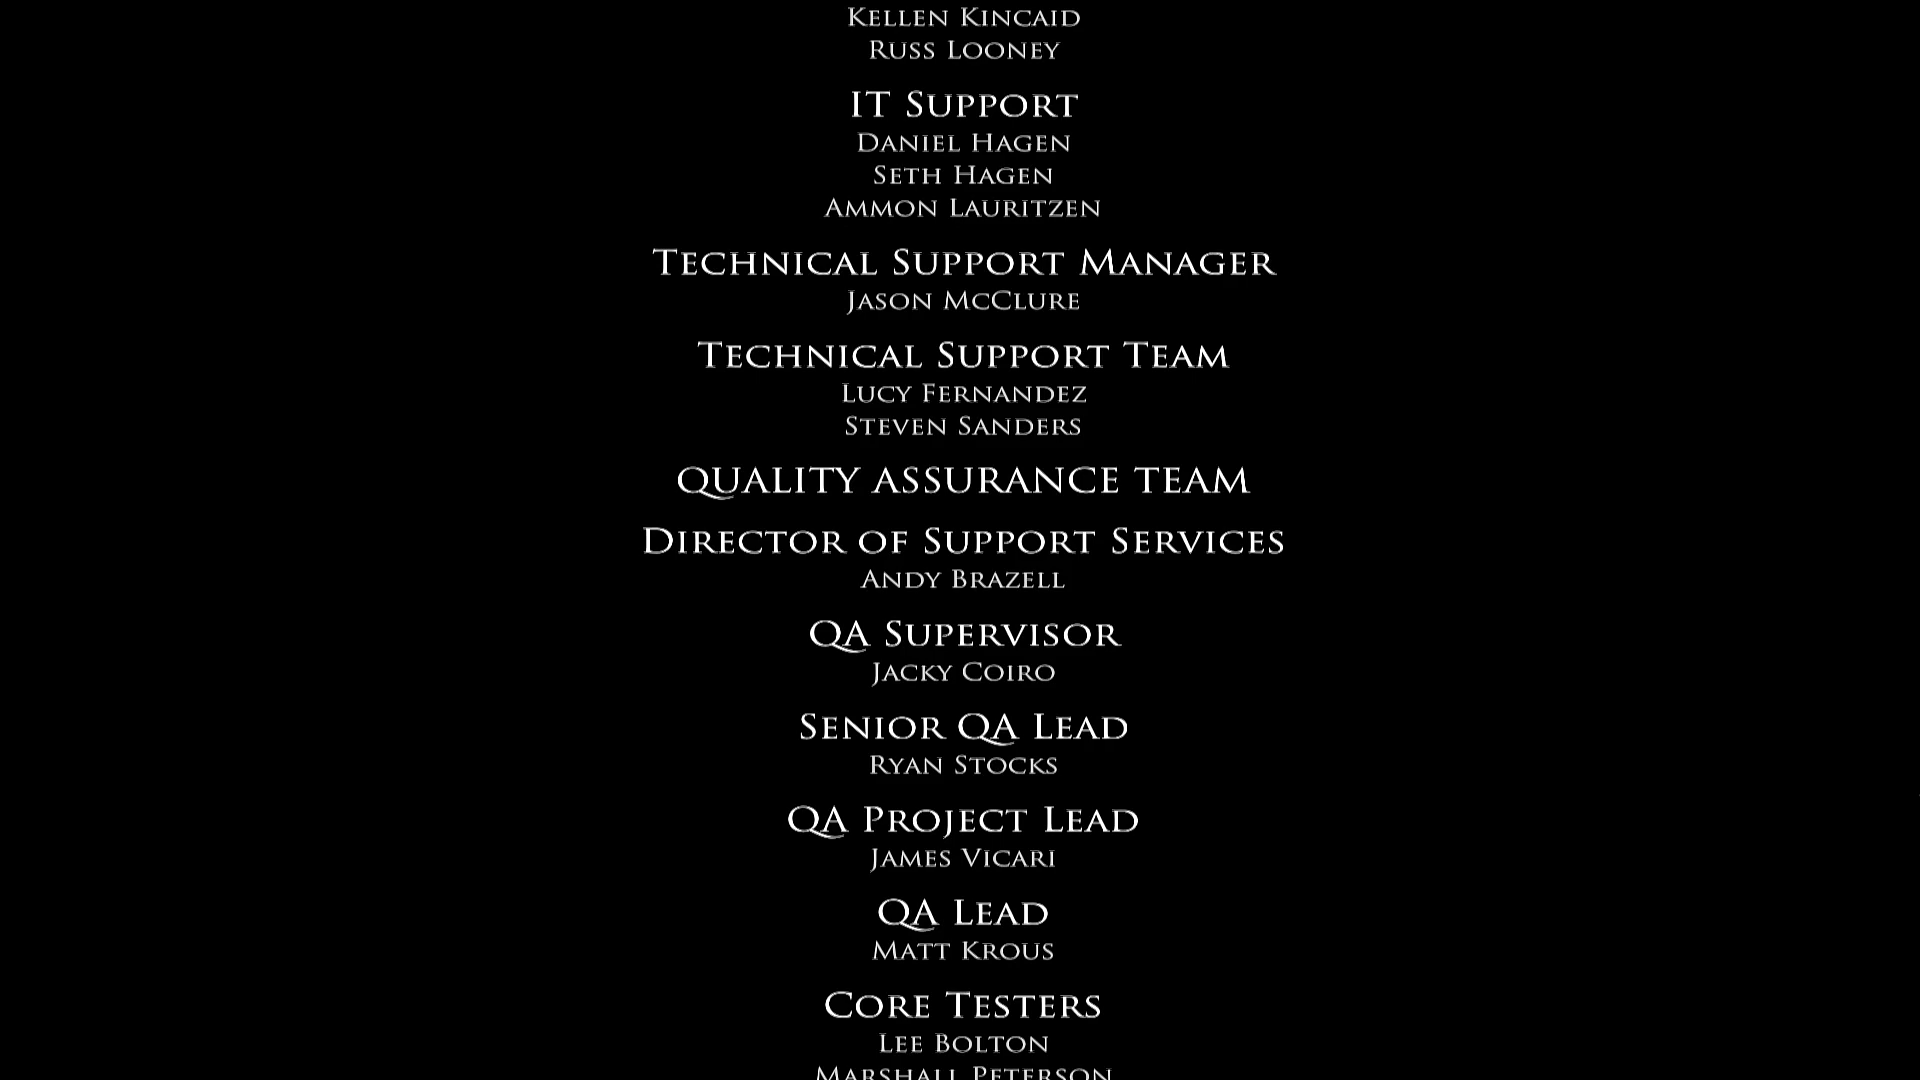 Kellen Kincaid
Russ Looney
IT Support
Daniel Hagen
Seth Hagen
Ammon Lauritzen
Technical Support Manager
Jason McClure
Technical Support Team
Lucy Fernandez
Steven Sanders
QUALITY ASSURANCE TEAM
Director of Support Services
Andy Brazell
QA Supervisor
Jacky Coiro
Senior QA Lead
Ryan Stocks
QA Project Lead
James Vicari
QA Lead
Matt Krous
Core Testers
Lee Bolton
Marshall Peterson